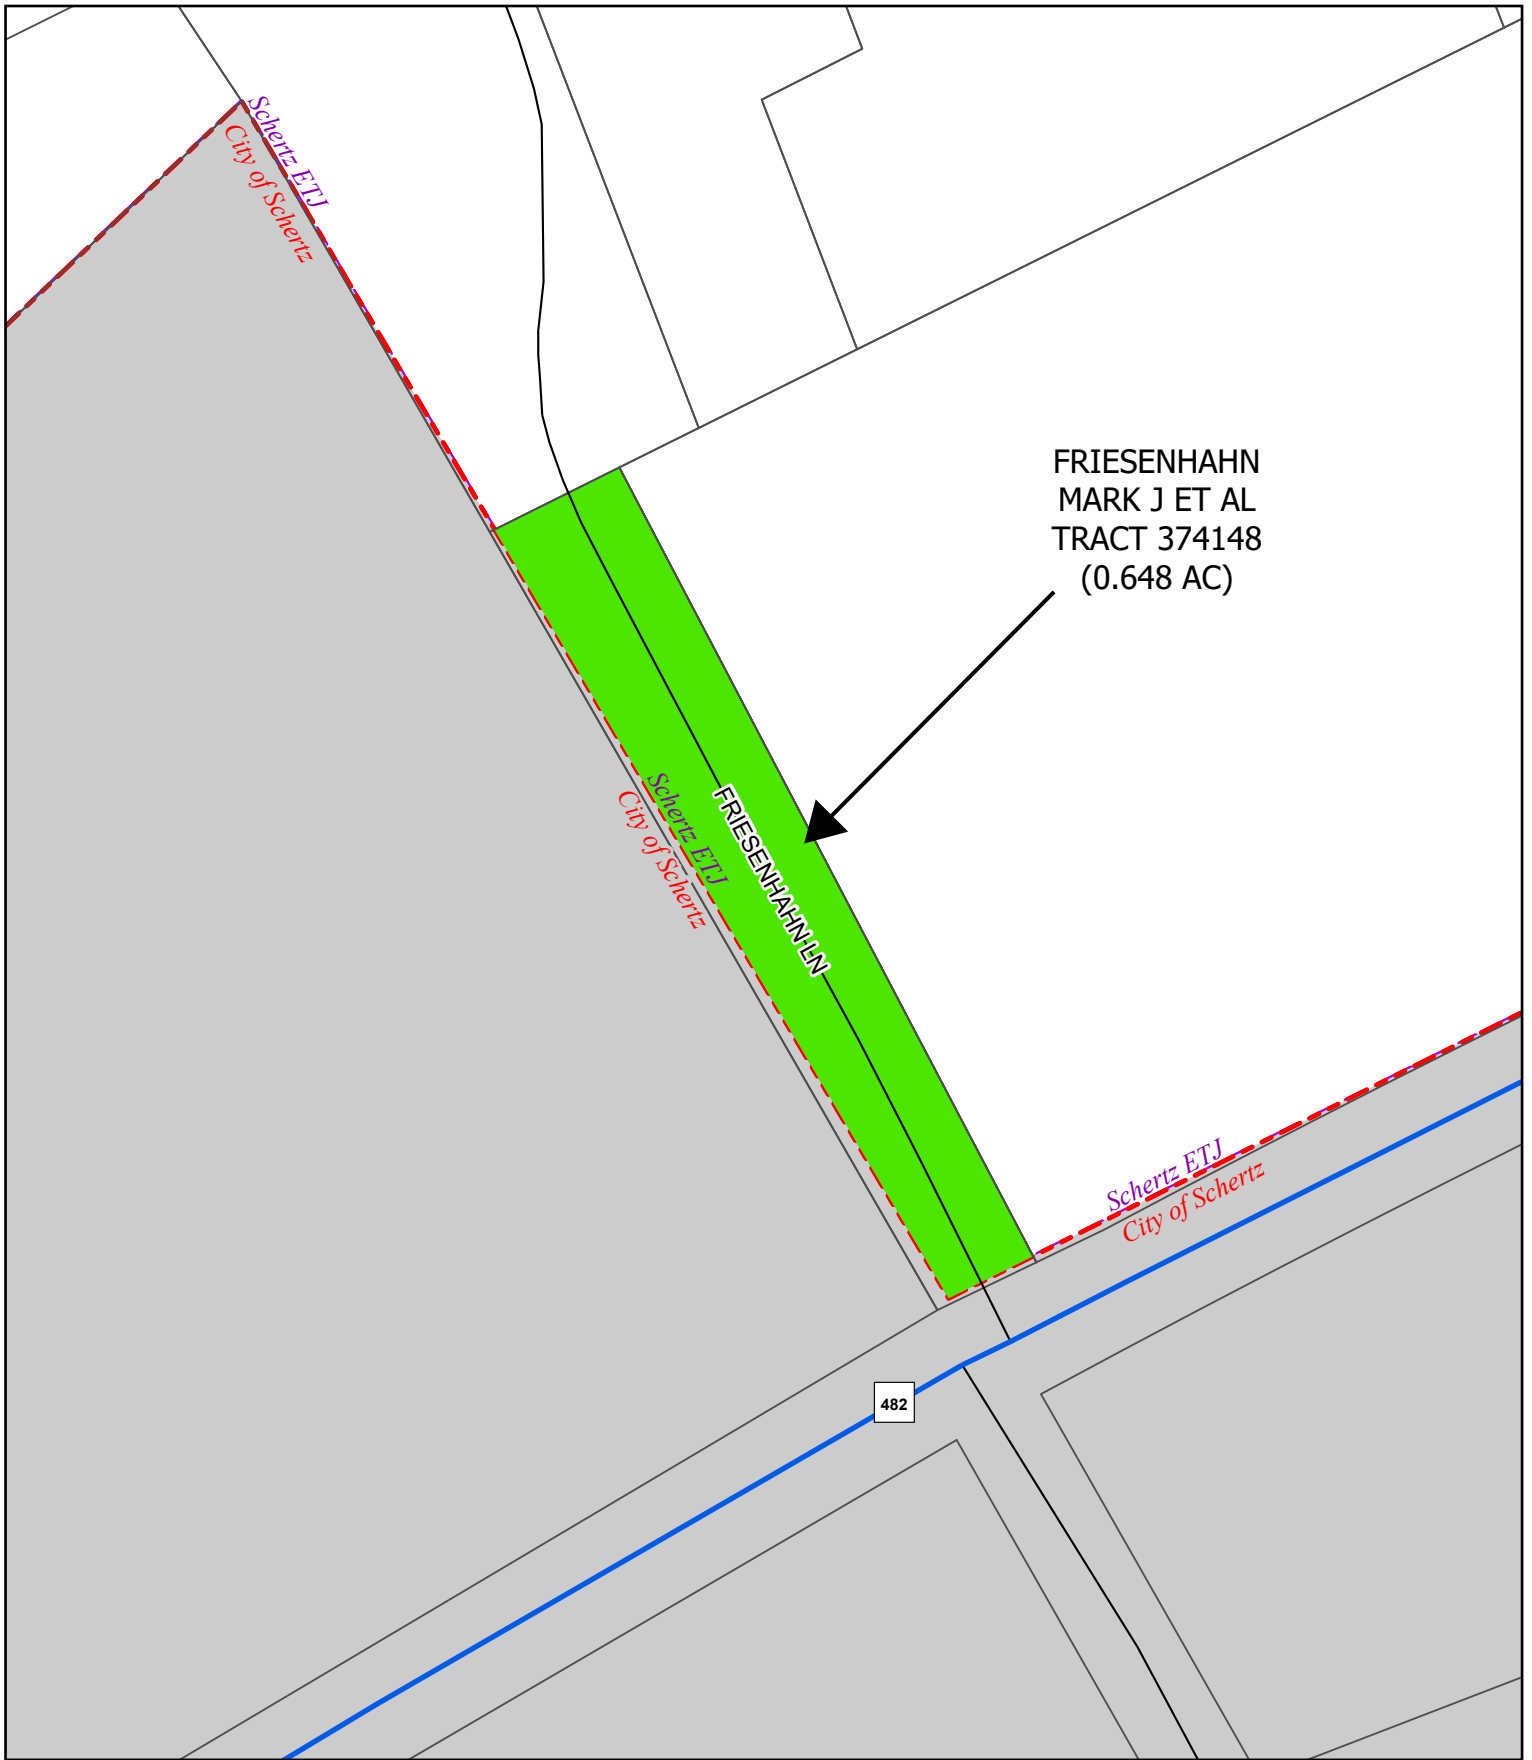 Schertz ETJ
City of Schertz
FRIESENHAHN
MARK J ET AL
TRACT 374148
(0.648 AC)
Schertz ETJ
City of Schertz
FRIESENHAHN LN
Schertz ETJ
City of Schertz
482